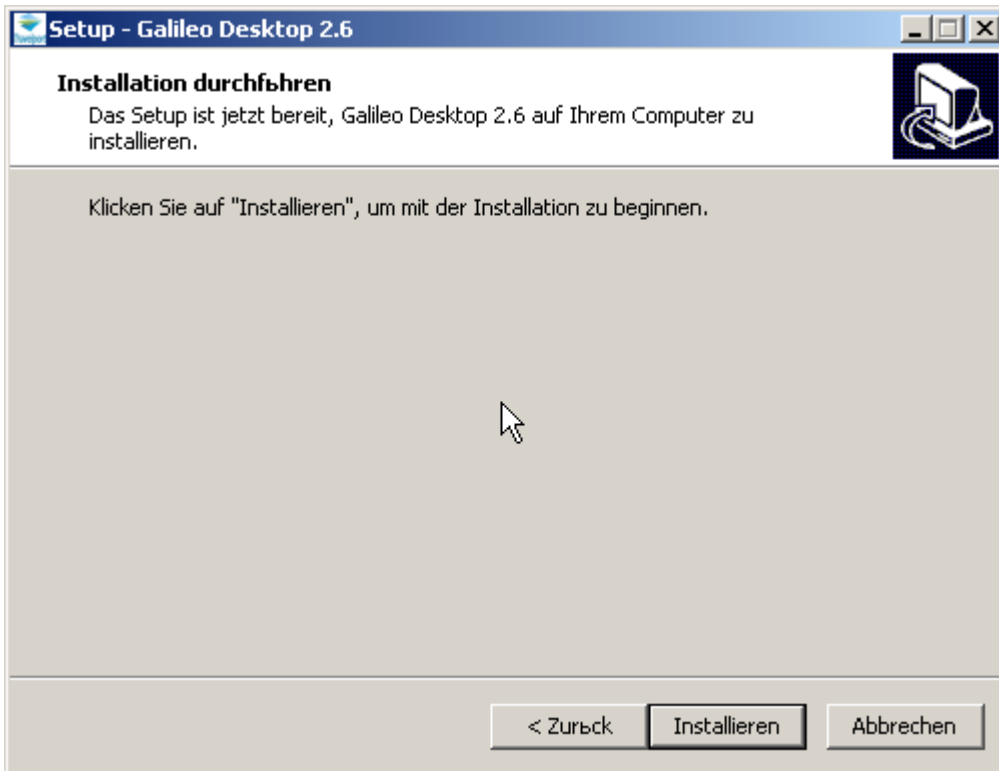 Setup - Galileo Desktop 2.6
Installation durchfьhren
Das Setup ist jetzt bereit, Galileo Desktop 2.6 auf Ihrem Computer zu
installieren.
Klicken Sie auf "Installieren", um mit der Installation zu beginnen.
< Zurьck
Installieren
Abbrechen